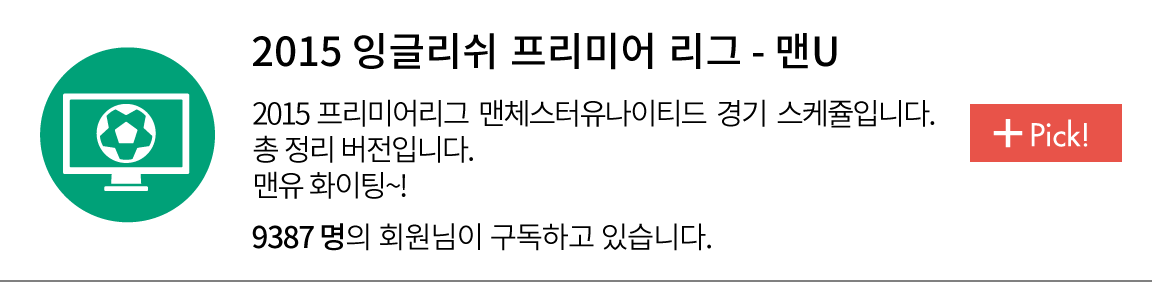 2015 잉글리쉬 프리미어 리그 - 맨U
2015 프리미어리그 맨체스터유나이티드 경기 스케쥴입니다.
총 정리 버전입니다.
맨유 화이팅~!
9387 명의 회원님이 구독하고 있습니다.
+ Pick!